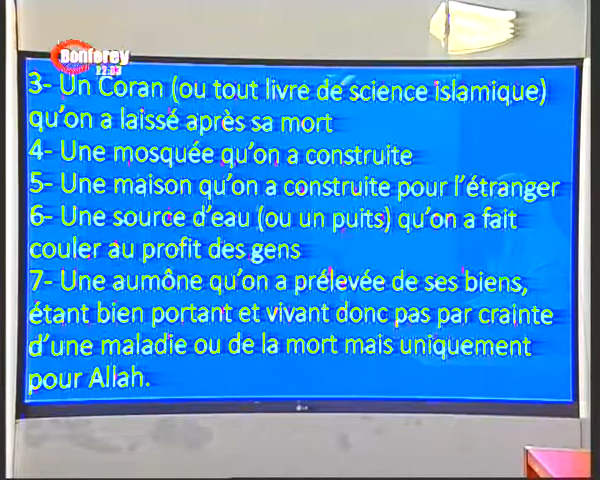 Bonferey
22:03
3- Un Coran (ou tout livre de science islamique)
qu'on a laissé après sa mort
4- Une mosquée qu'on a construite
5- Une maison qu'on a construite pour l'étranger
6- Une source d'eau (ou un puits) qu'on a fait
couler au profit des gens
7- Une aumône qu'on a prélevée de ses biens,
étant bien portant et vivant donc pas par crainte
d'une maladie ou de la mort mais uniquement
pour Allah.
LG